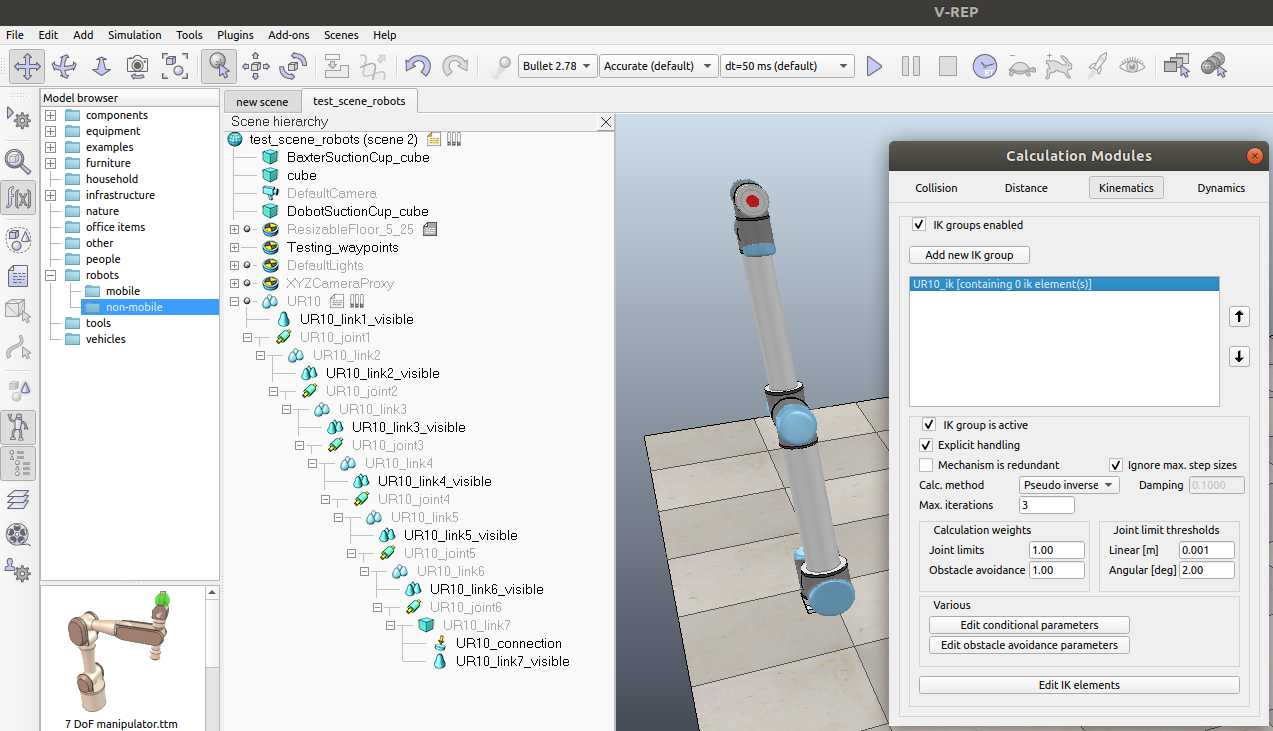 V-REP
File Edit Add Simulation Tools Plugins Add-ons Scenes Help
Bullet 2.78 Accurate (default) dt=50 ms (default)
Model browser
components
equipment
examples
furniture
household
infrastructure
nature
office items
other
people
robots
mobile
non-mobile
tools
vehicles
7 DoF manipulator.ttm
new scene test_scene_robots
Scene hierarchy
test_scene_robots (scene 2)
BaxterSuctionCup_cube
cube
DefaultCamera
DobotSuctionCup_cube
ResizableFloor_5_25
Testing_waypoints
DefaultLights
XYZCameraProxy
UR10
UR10_link1_visible
UR10_joint1
UR10_link2
UR10_link2_visible
UR10_joint2
UR10_link3
UR10_link3_visible
UR10_joint3
UR10_link4
UR10_link4_visible
UR10_joint4
UR10_link5
UR10_link5_visible
UR10_joint5
UR10_link6
UR10_link6_visible
UR10_joint6
UR10_link7
UR10_connection
UR10_link7_visible
Calculation Modules
Collision Distance Kinematics Dynamics
IK groups enabled
Add new IK group
UR10_ik [containing 0 ik element(s)]
IK group is active
Explicit handling
Mechanism is redundant Ignore max. step sizes
Calc. method Pseudo inverse Damping 0.1000
Max. iterations 3
Calculation weights Joint limit thresholds
Joint limits 1.00 Linear [m] 0.001
Obstacle avoidance 1.00 Angular [deg] 2.00
Various
Edit conditional parameters
Edit obstacle avoidance parameters
Edit IK elements